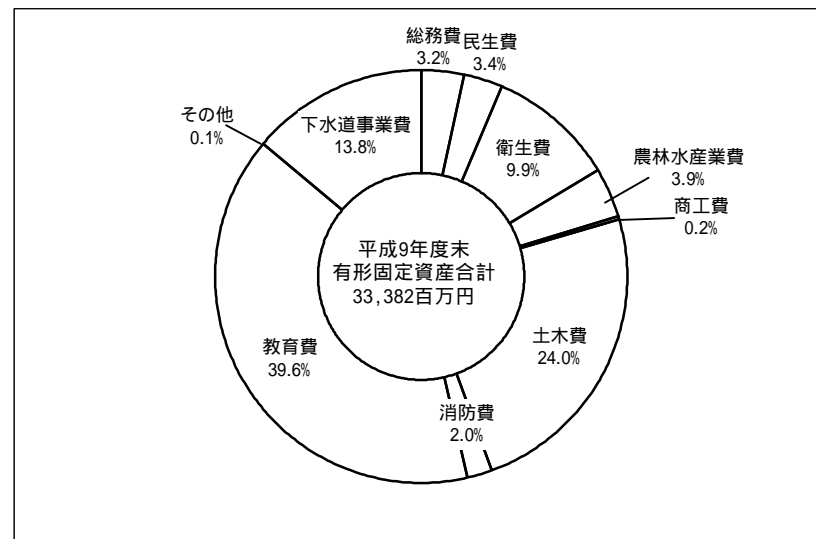 総務費
3.2%
民生費
3.4%
衛生費
9.9%
農林水産業費
3.9%
商工費
0.2%
土木費
24.0%
消防費
2.0%
教育費
39.6%
その他
0.1%
下水道事業費
13.8%
平成9年度末
有形固定資産合計
33,382百万円